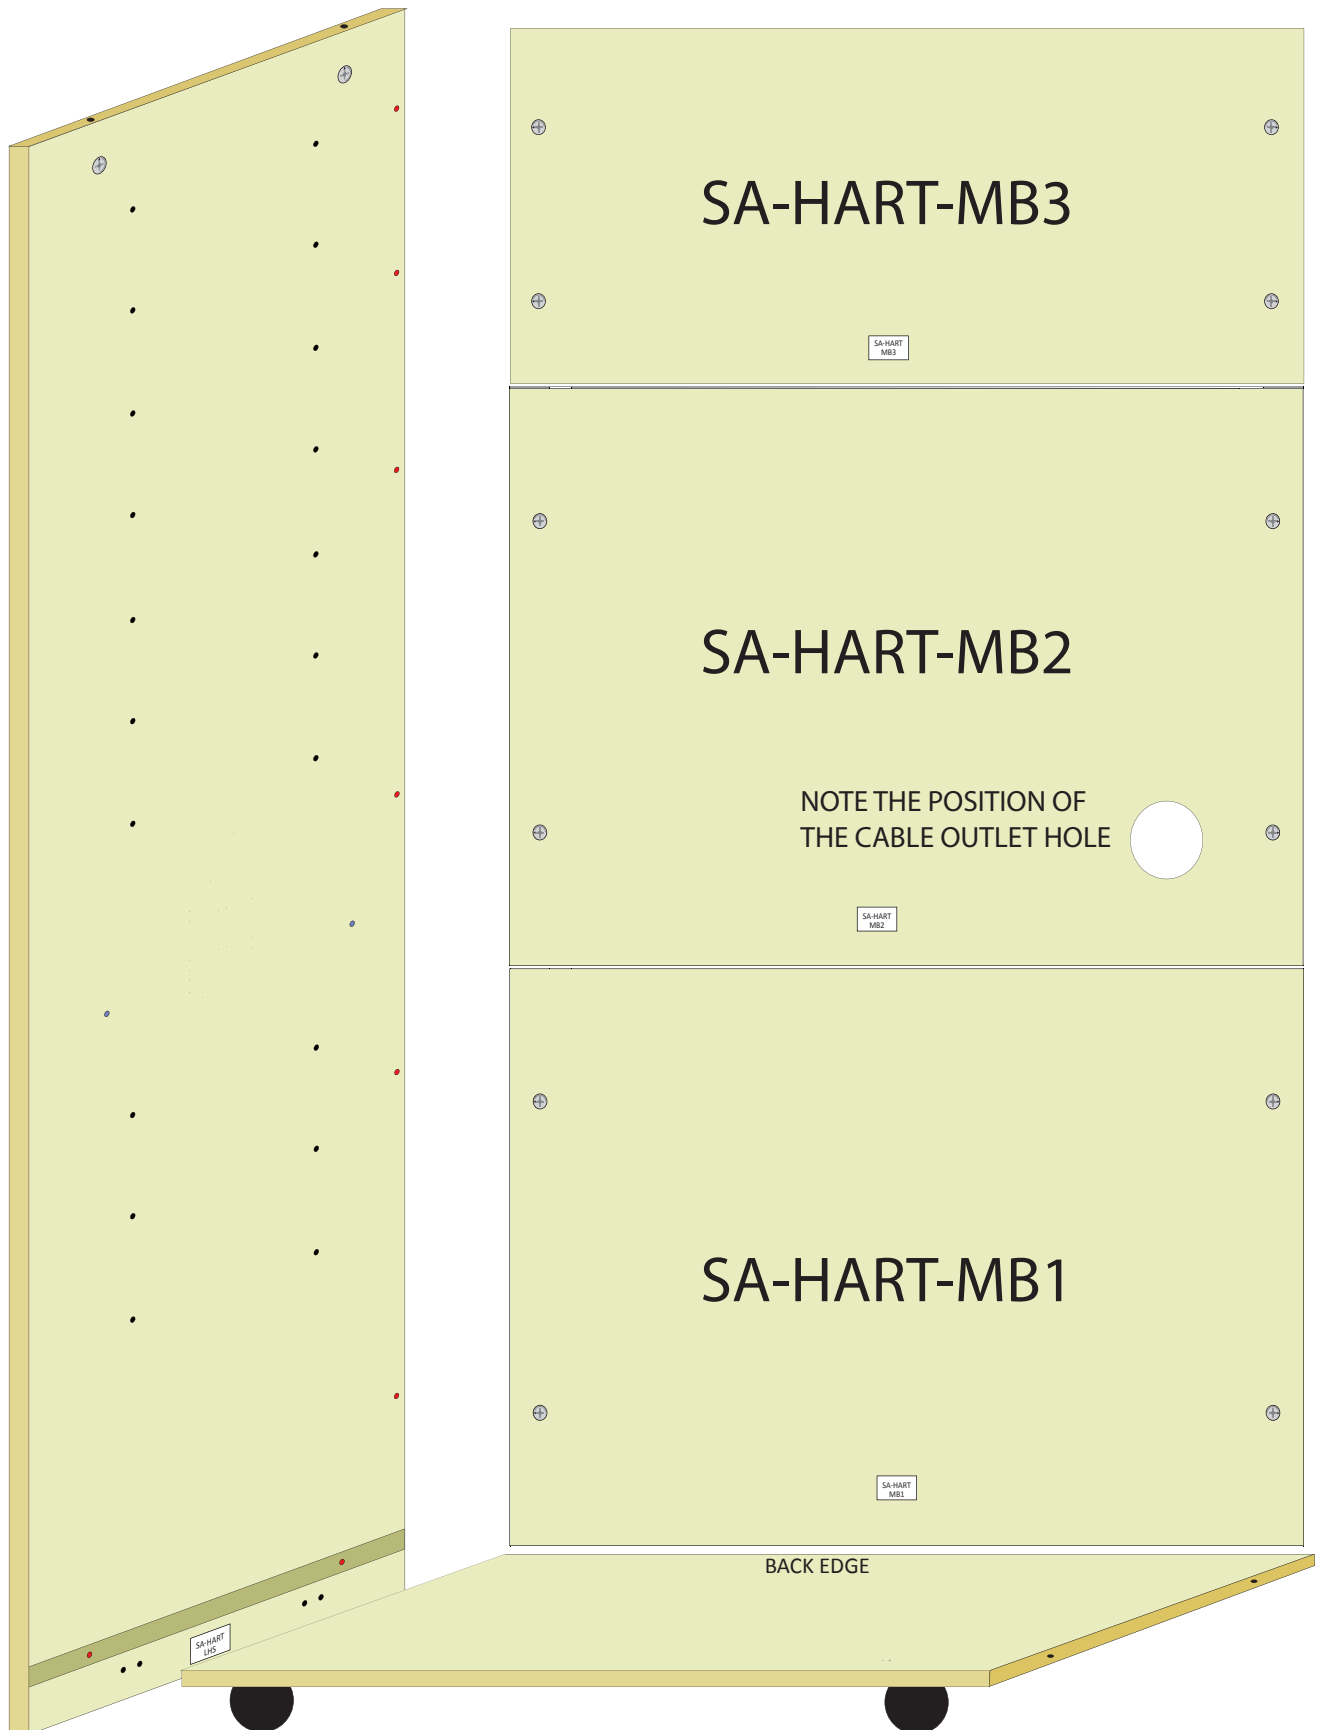 SA-HART-MB3
SA-HART
MB3
SA-HART-MB2
NOTE THE POSITION OF
THE CABLE OUTLET HOLE
SA-HART
MB2
SA-HART-MB1
SA-HART
MB1
BACK EDGE
SA-HART
LHS